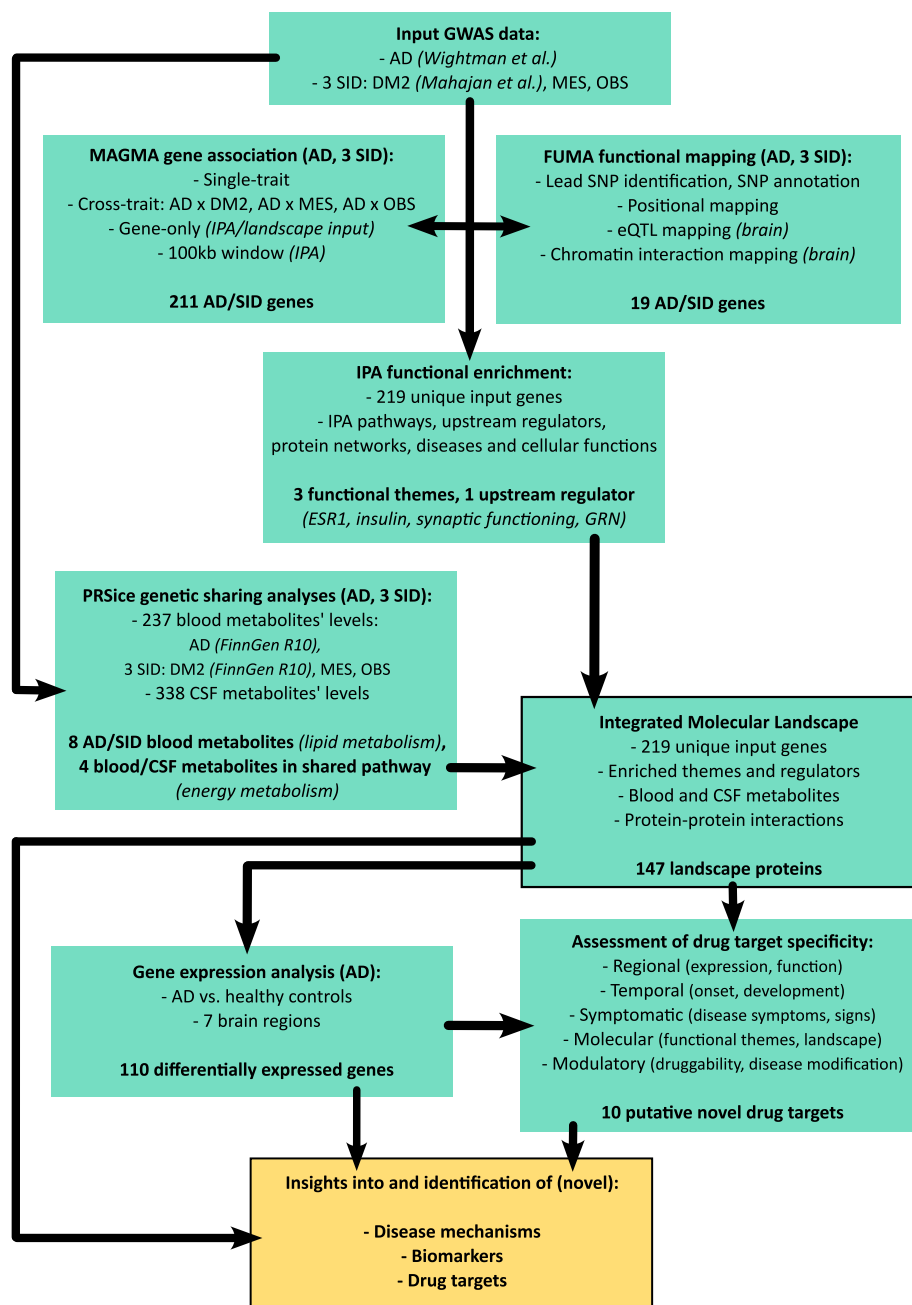 Input GWAS data:
- AD (Wightman et al.)
- 3 SID: DM2 (Mahajan et al.), MES, OBS
MAGMA gene association (AD, 3 SID):
- Single-trait
- Cross-trait: AD x DM2, AD x MES, AD x OBS
- Gene-only (IPA/landscape input)
- 100kb window (IPA)
211 AD/SID genes
FUMA functional mapping (AD, 3 SID):
- Lead SNP identification, SNP annotation
- Positional mapping
- eQTL mapping (brain)
- Chromatin interaction mapping (brain)
19 AD/SID genes
IPA functional enrichment:
- 219 unique input genes
- IPA pathways, upstream regulators,
protein networks, diseases and cellular functions
3 functional themes, 1 upstream regulator
(ESR1, insulin, synaptic functioning, GRN)
PRSice genetic sharing analyses (AD, 3 SID):
- 237 blood metabolites' levels:
AD (FinnGen R10),
3 SID: DM2 (FinnGen R10), MES, OBS
- 338 CSF metabolites' levels
8 AD/SID blood metabolites (lipid metabolism),
4 blood/CSF metabolites in shared pathway
(energy metabolism)
Integrated Molecular Landscape
- 219 unique input genes
- Enriched themes and regulators
- Blood and CSF metabolites
- Protein-protein interactions
147 landscape proteins
Gene expression analysis (AD):
- AD vs. healthy controls
- 7 brain regions
110 differentially expressed genes
Assessment of drug target specificity:
- Regional (expression, function)
- Temporal (onset, development)
- Symptomatic (disease symptoms, signs)
- Molecular (functional themes, landscape)
- Modulatory (druggability, disease modification)
10 putative novel drug targets
Insights into and identification of (novel):
- Disease mechanisms
- Biomarkers
- Drug targets